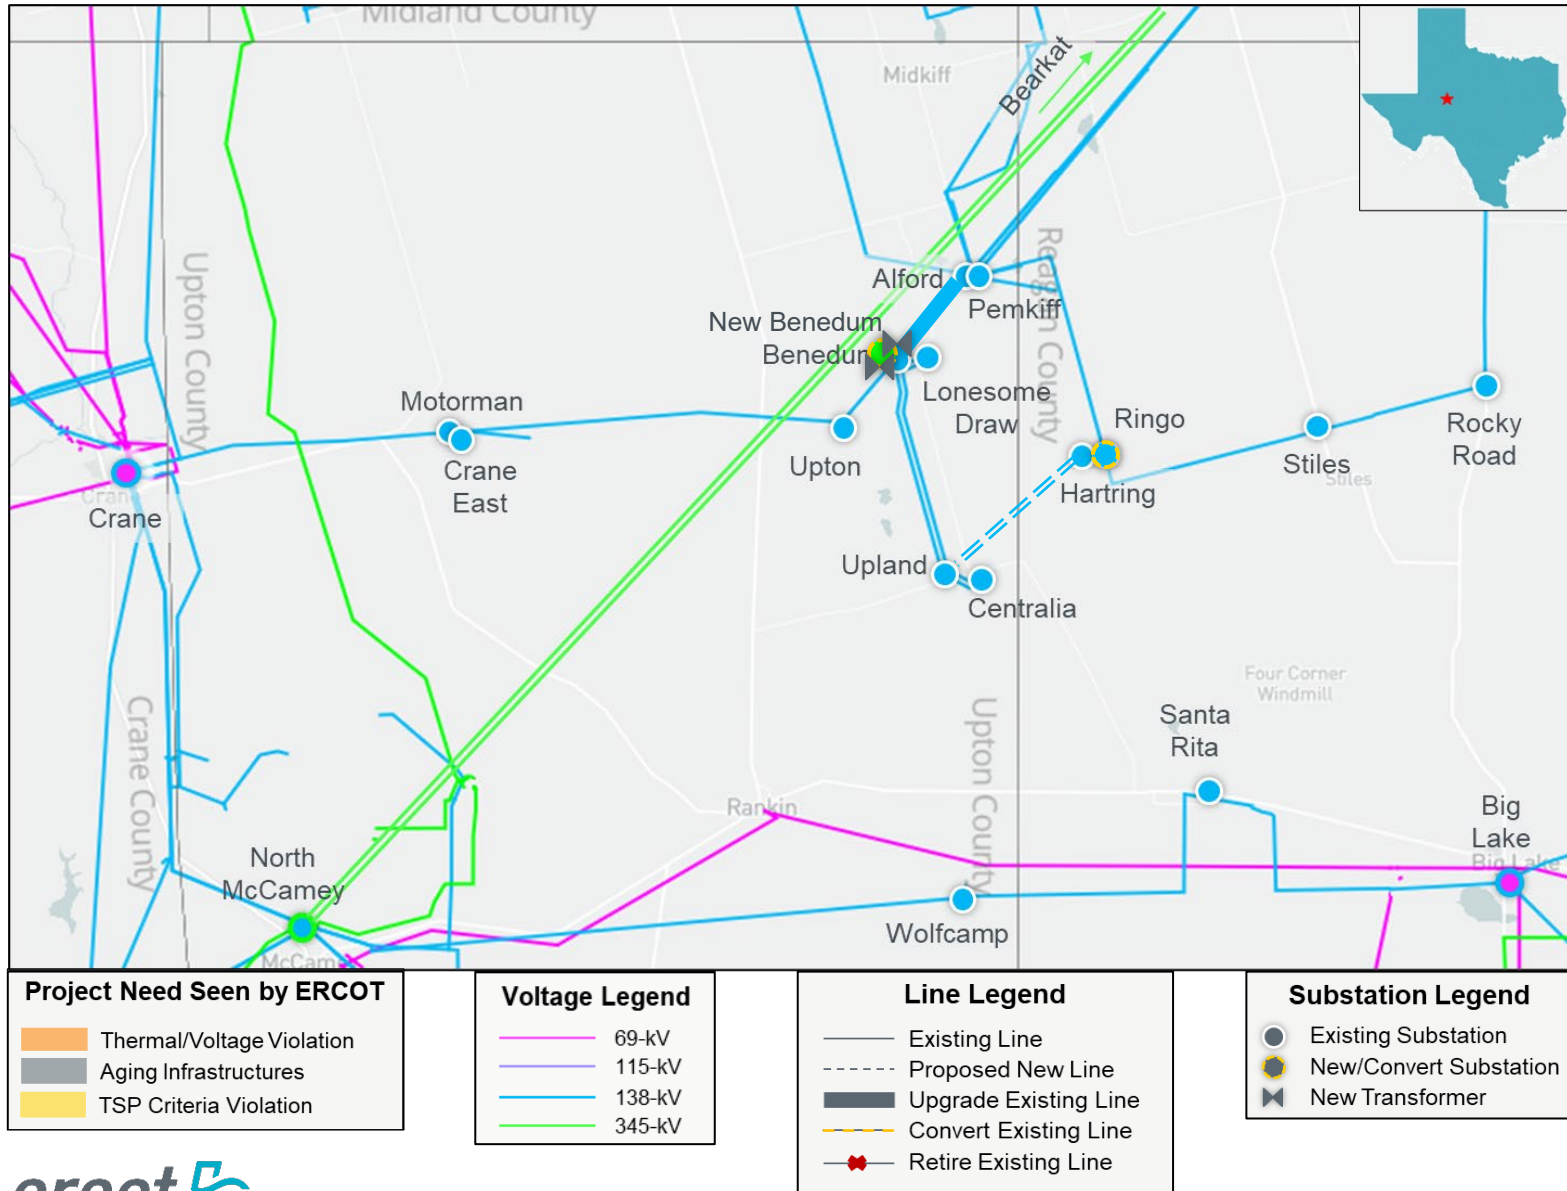 Midland County
Midkiff
Bearkat
Upton County
Reagan County
Alford
Pemkiff
New Benedum
Benedum
Lonesome
Draw
Motorman
Crane
East
Upton
Ringo
Hartring
Stiles
Stiles
Rocky
Road
Crane
Crane
Upland
Centralia
Four Corner
Windmill
Crane County
Upton County
Santa
Rita
Rankin
Big
Lake
Big Lake
North
McCamey
Wolfcamp
McCam
Project Need Seen by ERCOT
Thermal/Voltage Violation
Aging Infrastructures
TSP Criteria Violation
Voltage Legend
69-kV
115-kV
138-kV
345-kV
Line Legend
Existing Line
Proposed New Line
Upgrade Existing Line
Convert Existing Line
Retire Existing Line
Substation Legend
Existing Substation
New/Convert Substation
New Transformer
ercot